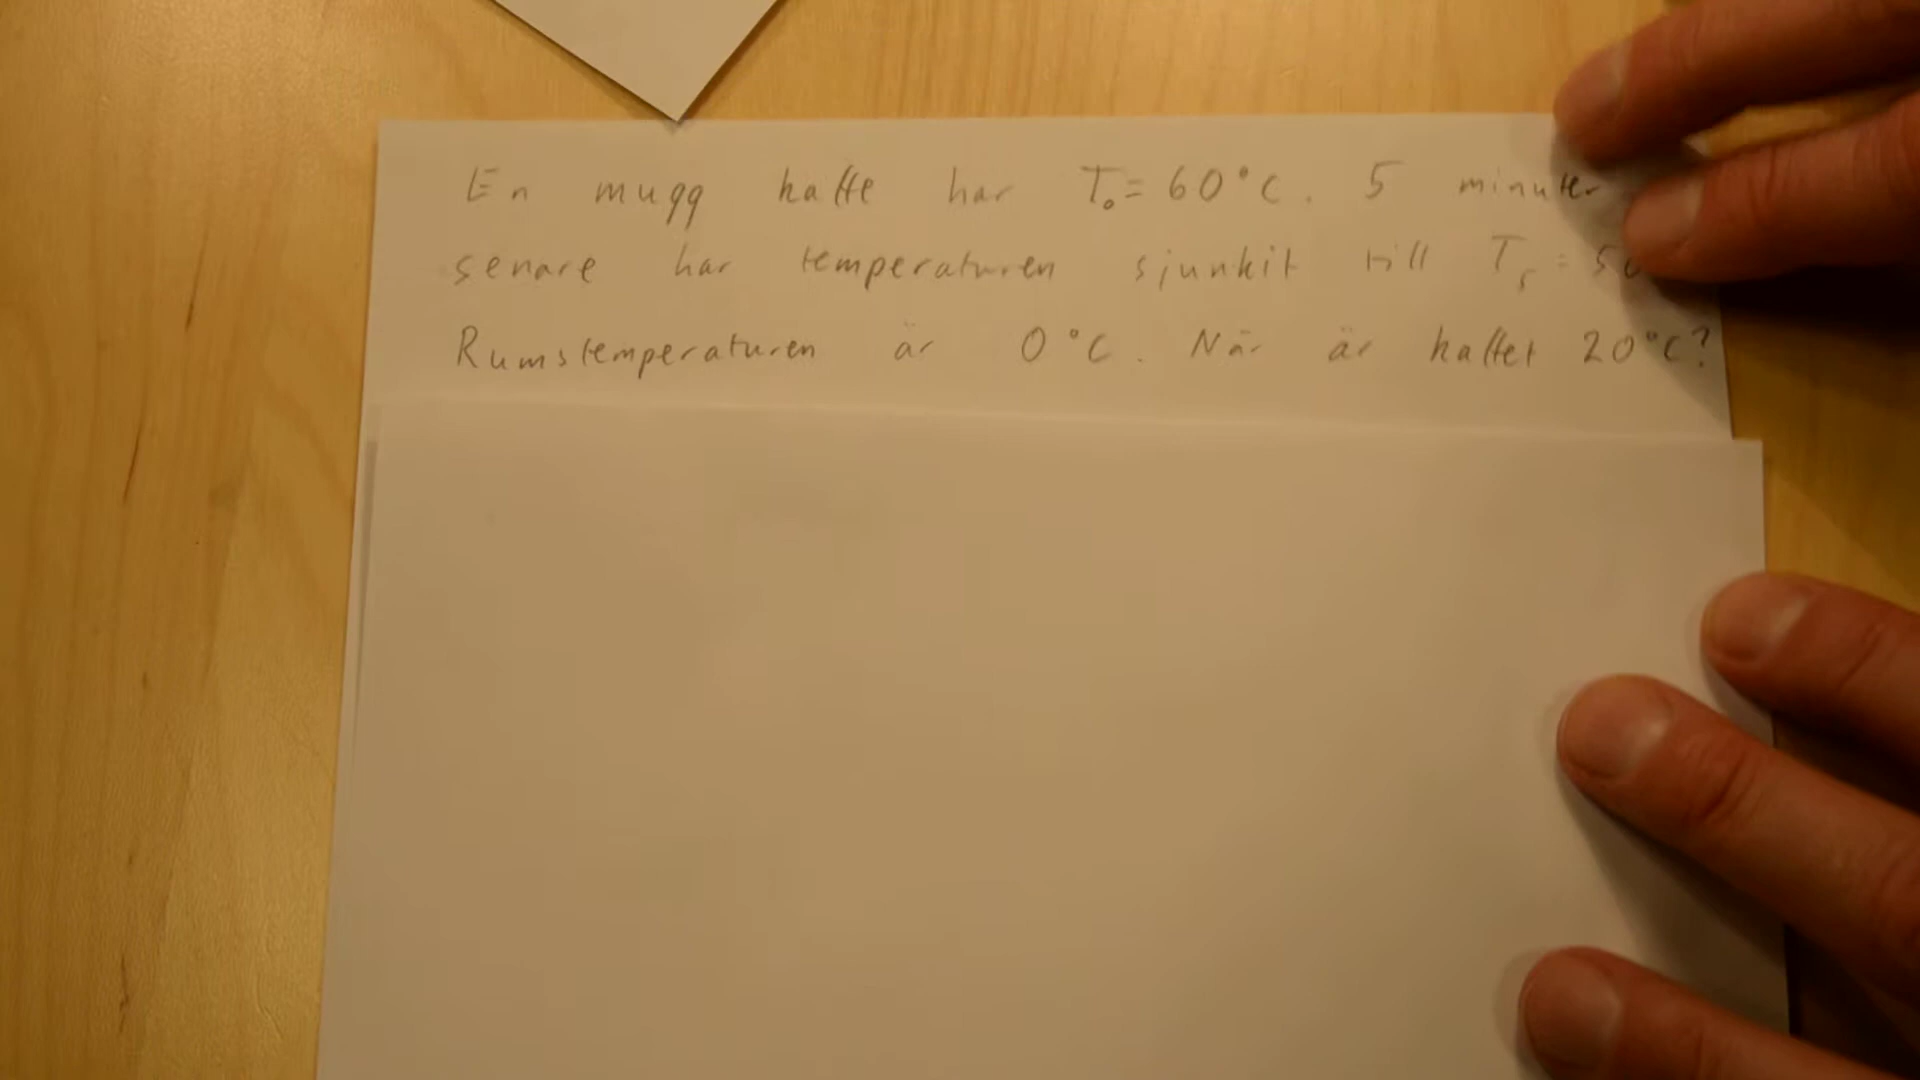 En mugg kaffe har T₀ = 60°C. 5 minuter
senare har temperaturen sjunkit till T₅ = 50
Rumstemperaturen är 0°C. När är kaffet 20°C?